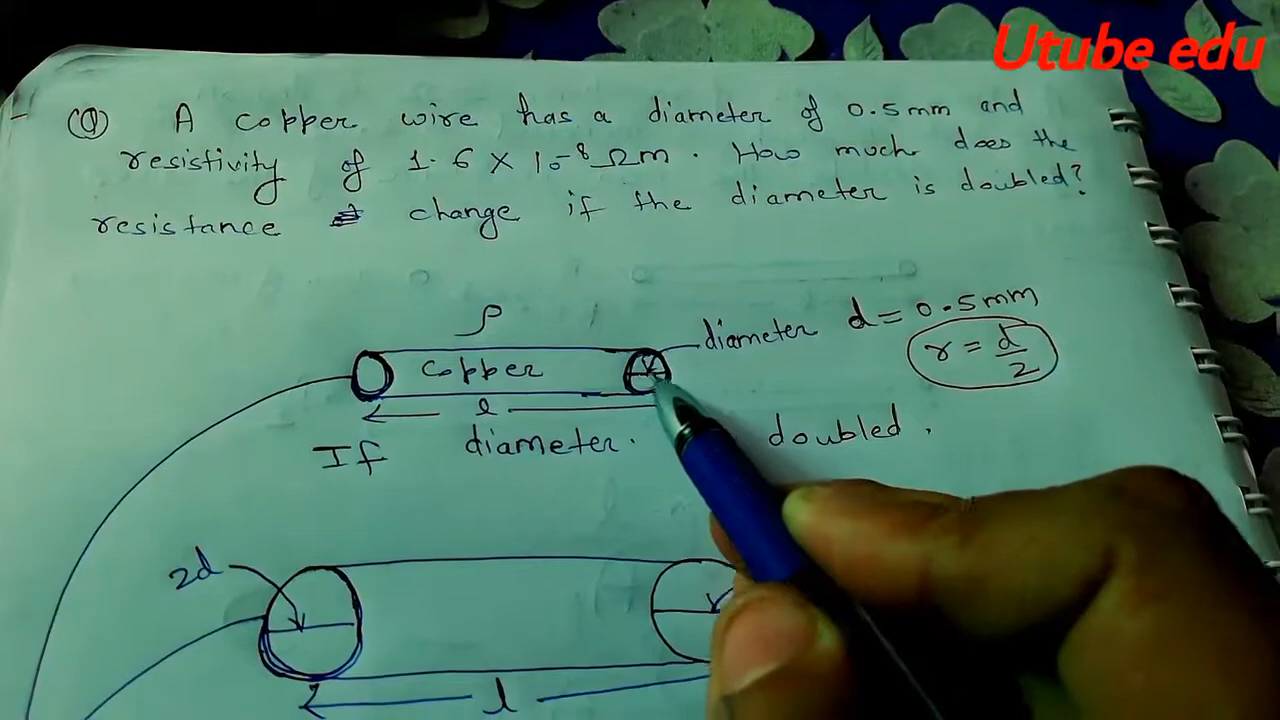 Utube edu
(Q) A copper wire has a diameter of 0.5mm and
resistivity of 1.6 × 10⁻⁸ Ωm. How much does the
resistance change if the diameter is doubled?
ρ
copper
diameter d = 0.5mm
r = d/2
l
If diameter doubled.
2d
l